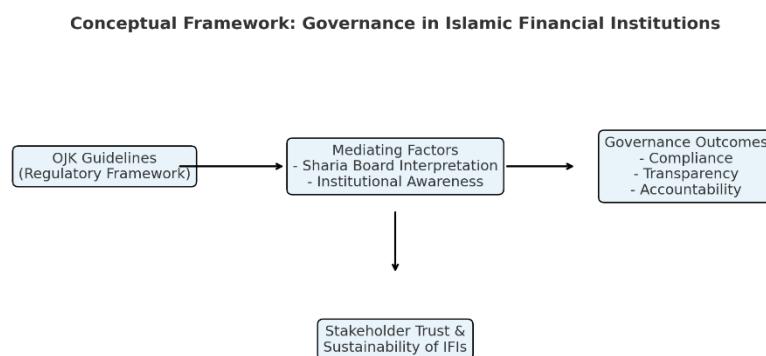 Conceptual Framework: Governance in Islamic Financial Institutions
OJK Guidelines
(Regulatory Framework)
Mediating Factors
- Sharia Board Interpretation
- Institutional Awareness
Governance Outcomes
- Compliance
- Transparency
- Accountability
Stakeholder Trust &
Sustainability of IFIs